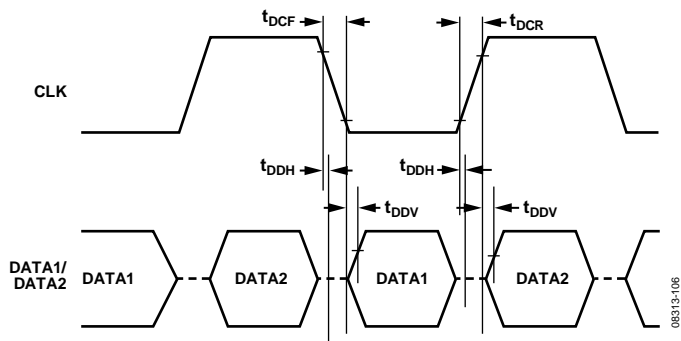 tDCF
tDCR
CLK
tDDH
tDDH
tDDV
tDDV
DATA1/
DATA2
DATA1
DATA2
DATA1
DATA2
08313-106